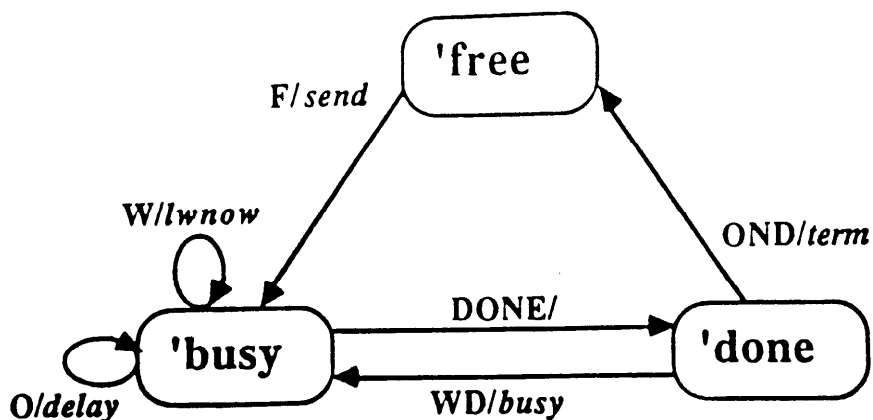 'free
F/send
W/lwnow
OND/term
DONE/
'busy
'done
WD/busy
O/delay